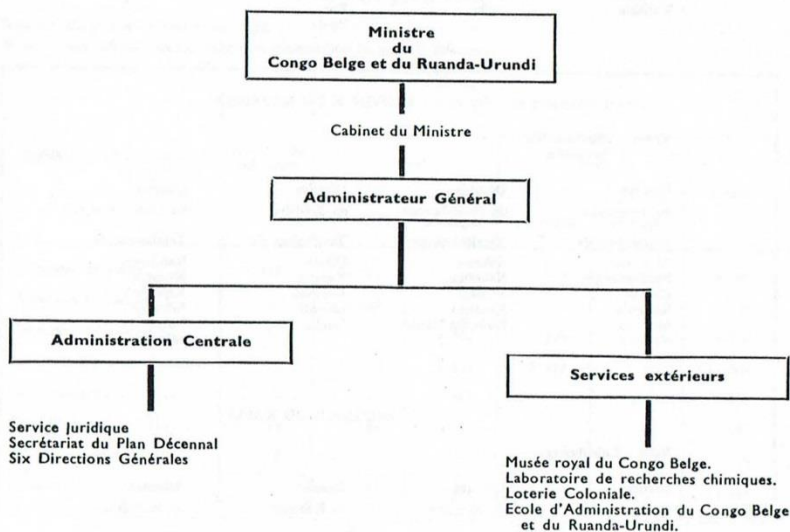 Ministre
du
Congo Belge et du Ruanda-Urundi
Cabinet du Ministre
Administrateur Général
Administration Centrale
Services extérieurs
Service Juridique
Secrétariat du Plan Décennal
Six Directions Générales
Musée royal du Congo Belge.
Laboratoire de recherches chimiques.
Loterie Coloniale.
Ecole d'Administration du Congo Belge
et du Ruanda-Urundi.